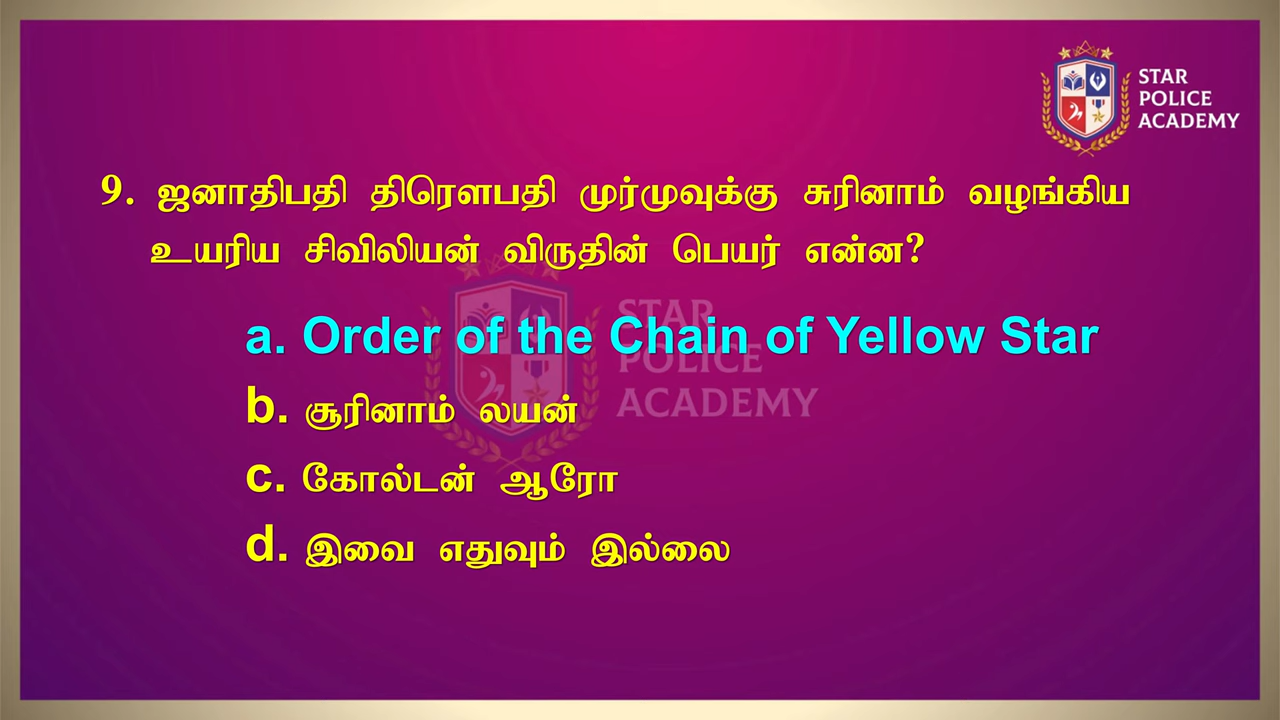 STAR
POLICE
ACADEMY
9. ஜனாதிபதி திரௌபதி முர்முவுக்கு சுரினாம் வழங்கிய
உயரிய சிவிலியன் விருதின் பெயர் என்ன?
a. Order of the Chain of Yellow Star
b. சூரினாம் லயன்
c. கோல்டன் ஆரோ
d. இவை எதுவும் இல்லை
STAR
POLICE
ACADEMY